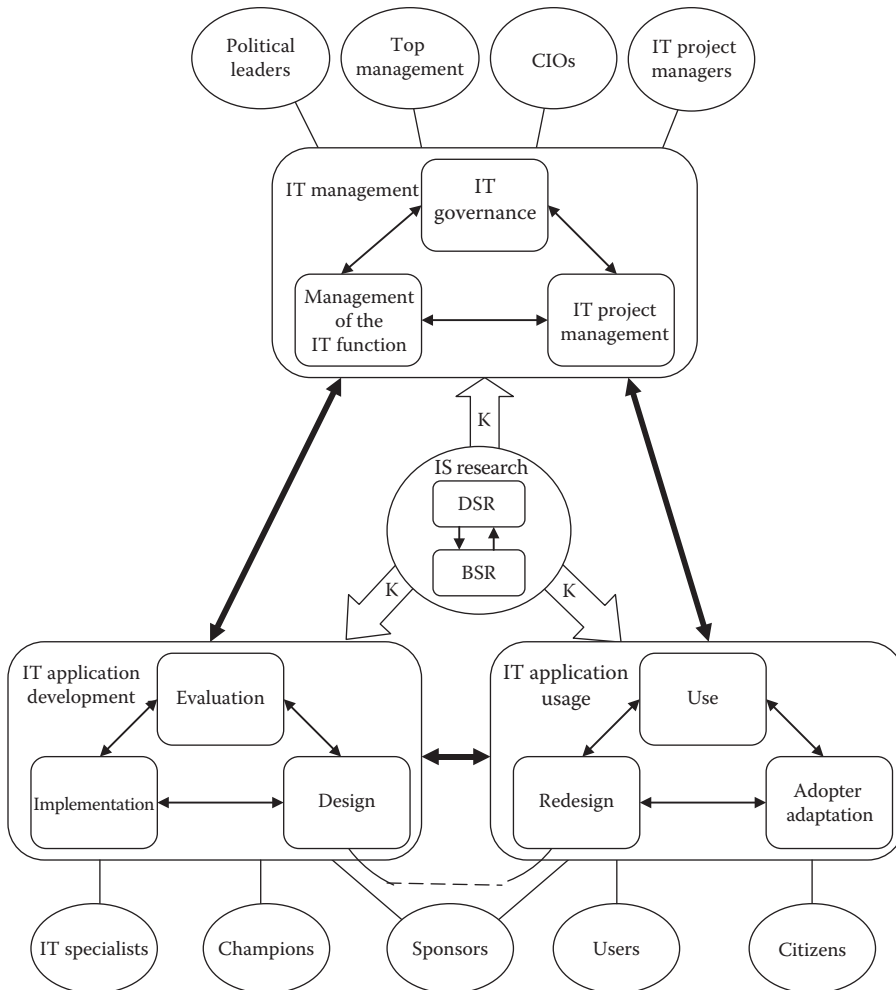 Political
leaders
Top
management
CIOs
IT project
managers
IT management
IT
governance
Management
of the
IT function
IT project
management
K
IS research
DSR
BSR
K
K
IT application
development
Evaluation
Implementation
Design
IT application
usage
Use
Redesign
Adopter
adaptation
IT specialists
Champions
Sponsors
Users
Citizens